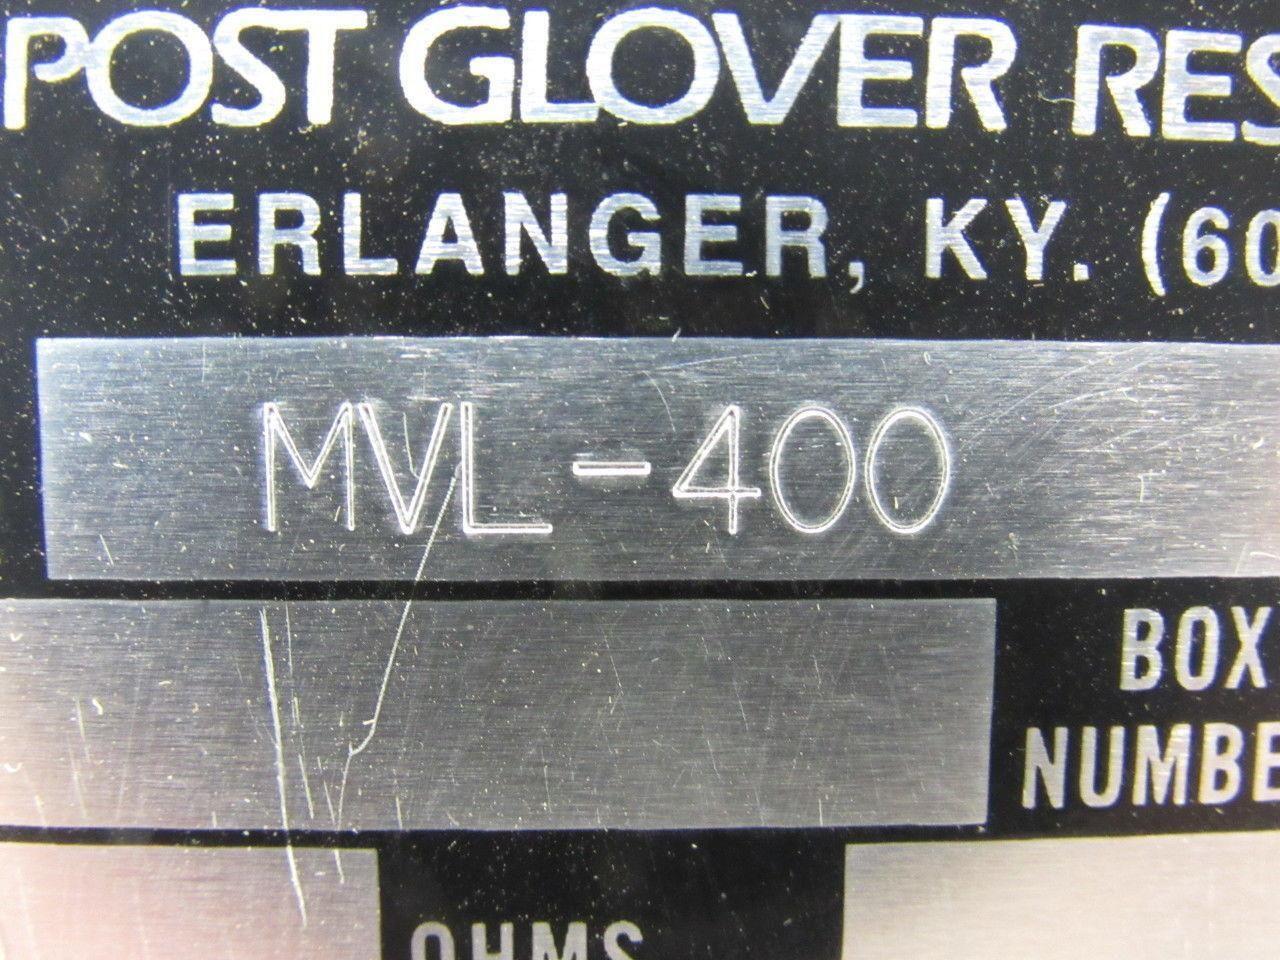 POST GLOVER RES
ERLANGER, KY. (60
MVL-400
BOX
NUMBE
OHMS